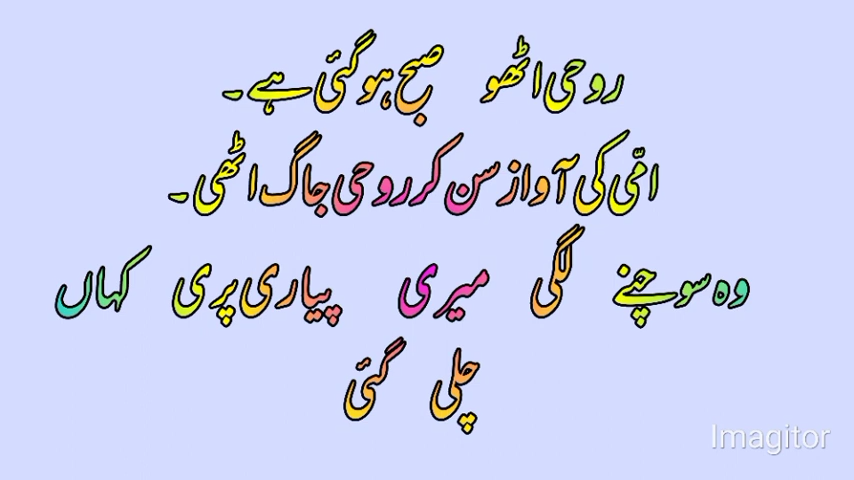 روحی اٹھو صبح ہو گئی ہے۔
امّی کی آواز سن کر روحی جاگ اٹھی۔
وہ سوچنے لگی میری پیاری پری کہاں
چلی گئی
Imagitor